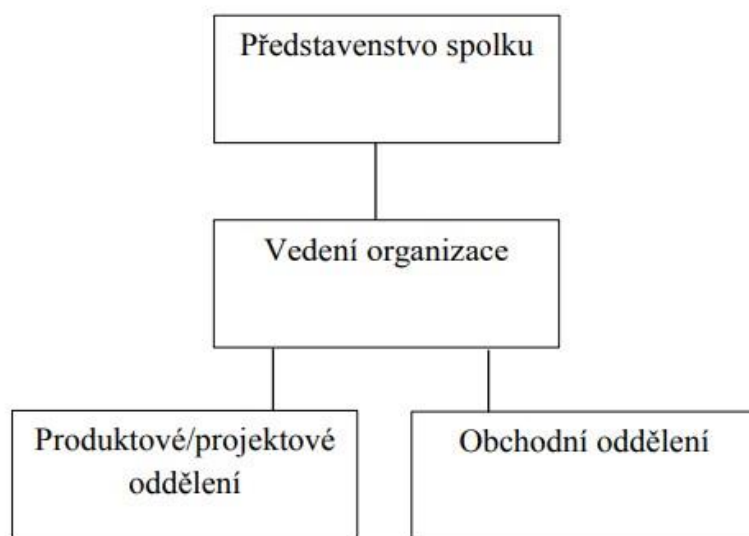 Představenstvo spolku
Vedení organizace
Produktové/projektové
oddělení
Obchodní oddělení